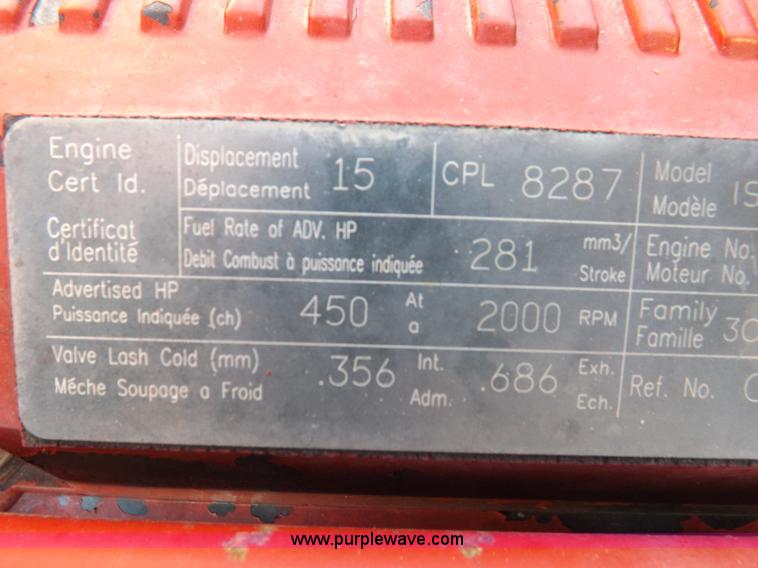 Engine
Cert Id.
Certificat
d'Identité
Displacement
Déplacement
15
CPL 8287
Model
Modèle
Fuel Rate of ADV. HP
Debit Combust à puissance indiquée
281
mm3/
Stroke
Engine No.
Moteur No.
Advertised HP
Puissance Indiquée (ch)
450
At
a
2000 RPM
Family
Famille
Valve Lash Cold (mm)
Méche Soupage a Froid
.356
Int.
Adm.
.686
Exh.
Ech.
Ref. No.
www.purplewave.com